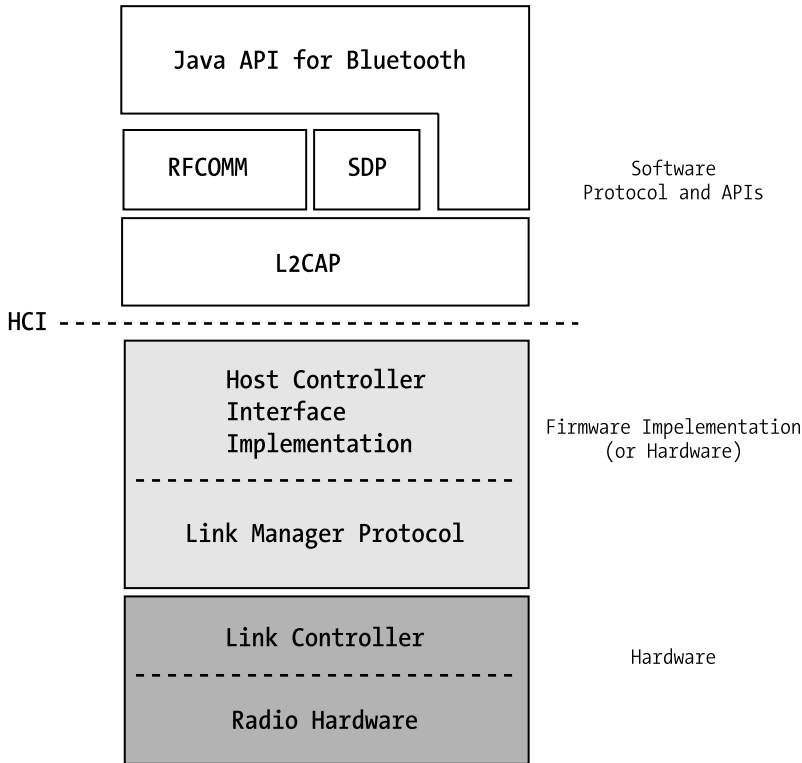 Java API for Bluetooth
RFCOMM
SDP
Software
Protocol and APIs
L2CAP
HCI
Host Controller
Interface
Implementation
Firmware Impelementation
(or Hardware)
Link Manager Protocol
Link Controller
Hardware
Radio Hardware